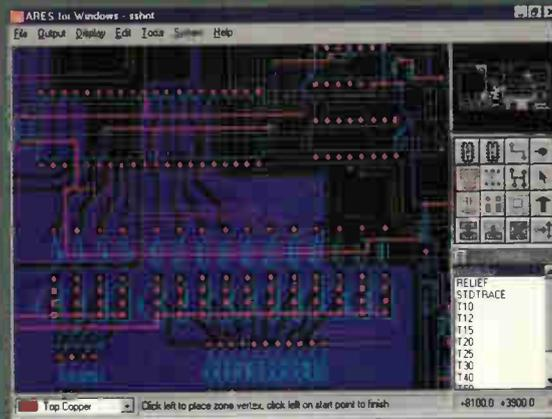 ARES for Windows - sshot
File Output Display Edit Tools System Help
RELIEF
STDTRACE
T10
T12
T15
T20
T25
T30
T40
T50
Top Copper
Click left to place zone vertex, click left on start point to finish
+8100.0 +3900.0